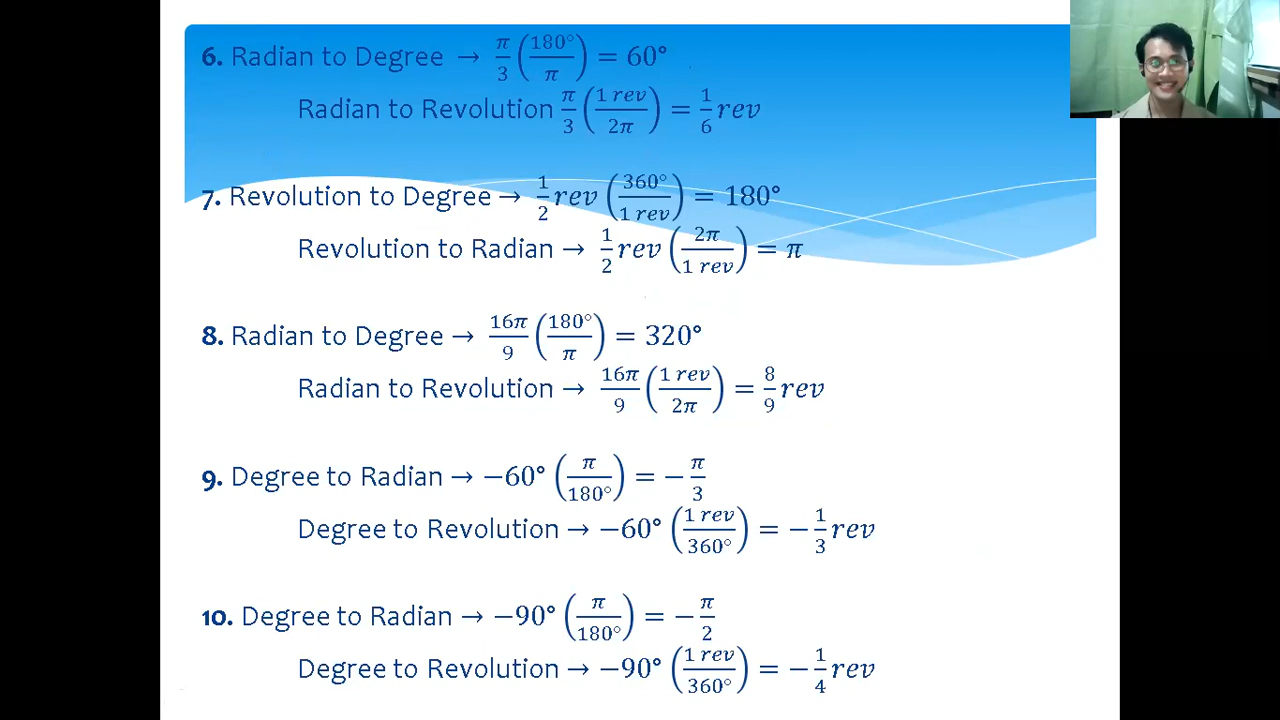 6. Radian to Degree → π/3 (180°/π) = 60°
Radian to Revolution π/3 (1 rev/2π) = 1/6 rev
7. Revolution to Degree → 1/2 rev (360°/1 rev) = 180°
Revolution to Radian → 1/2 rev (2π/1 rev) = π
8. Radian to Degree → 16π/9 (180°/π) = 320°
Radian to Revolution → 16π/9 (1 rev/2π) = 8/9 rev
9. Degree to Radian → −60° (π/180°) = −π/3
Degree to Revolution → −60° (1 rev/360°) = −1/3 rev
10. Degree to Radian → −90° (π/180°) = −π/2
Degree to Revolution → −90° (1 rev/360°) = −1/4 rev